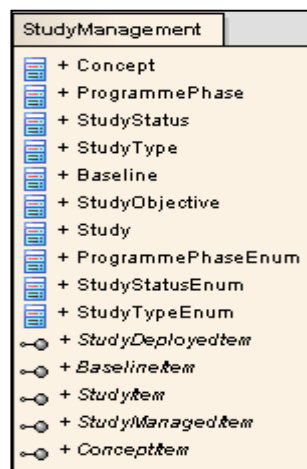 StudyManagement
+ Concept
+ ProgrammePhase
+ StudyStatus
+ StudyType
+ Baseline
+ StudyObjective
+ Study
+ ProgrammePhaseEnum
+ StudyStatusEnum
+ StudyTypeEnum
+ StudyDeployedItem
+ BaselineItem
+ StudyItem
+ StudyManagedItem
+ ConceptItem